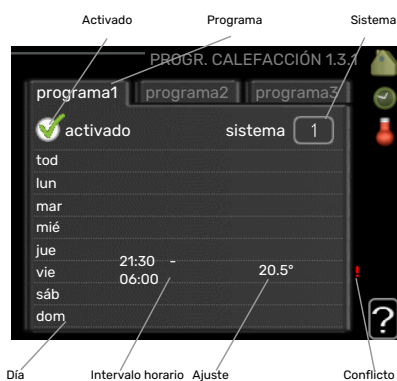 Activado Programa Sistema
PROGR. CALEFACCIÓN 1.3.1
programa1 programa2 programa3
activado sistema 1
tod
lun
mar
mié
jue
21:30 -
vie 20.5°
06:00
sáb
dom
?
Día Intervalo horario Ajuste Conflicto